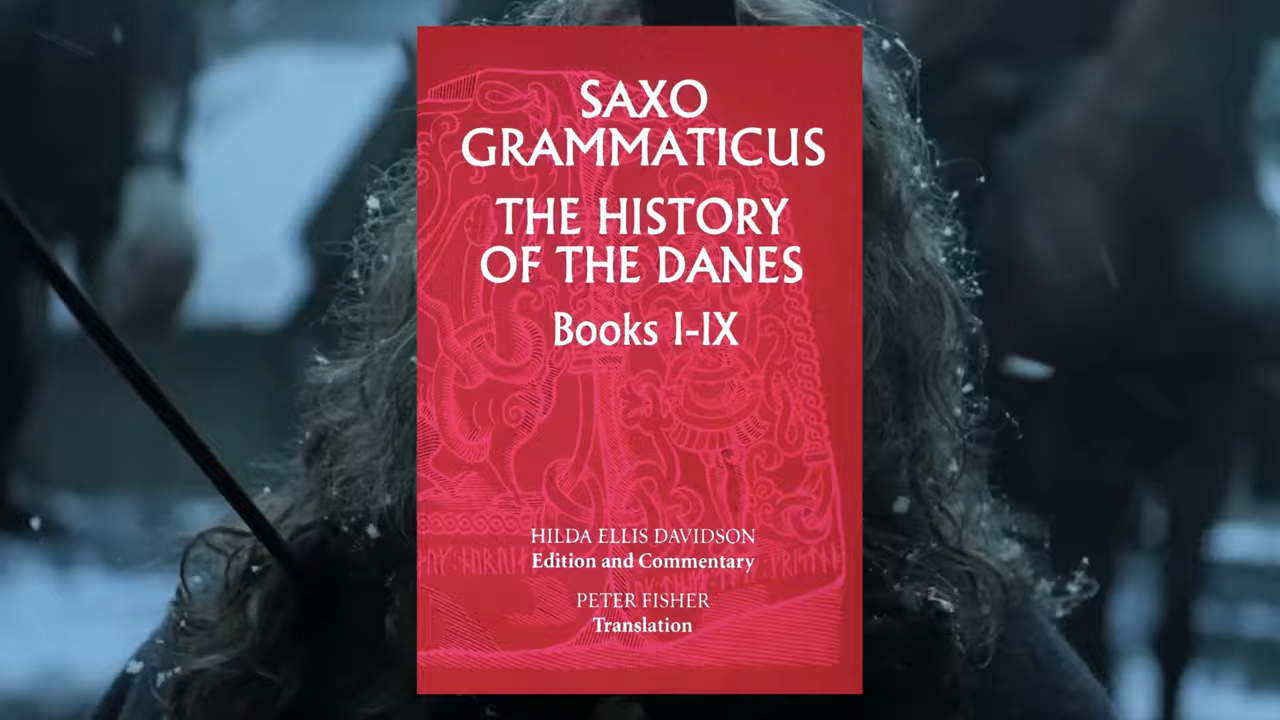 SAXO
GRAMMATICUS
THE HISTORY
OF THE DANES
Books I-IX
HILDA ELLIS DAVIDSON
Edition and Commentary
PETER FISHER
Translation